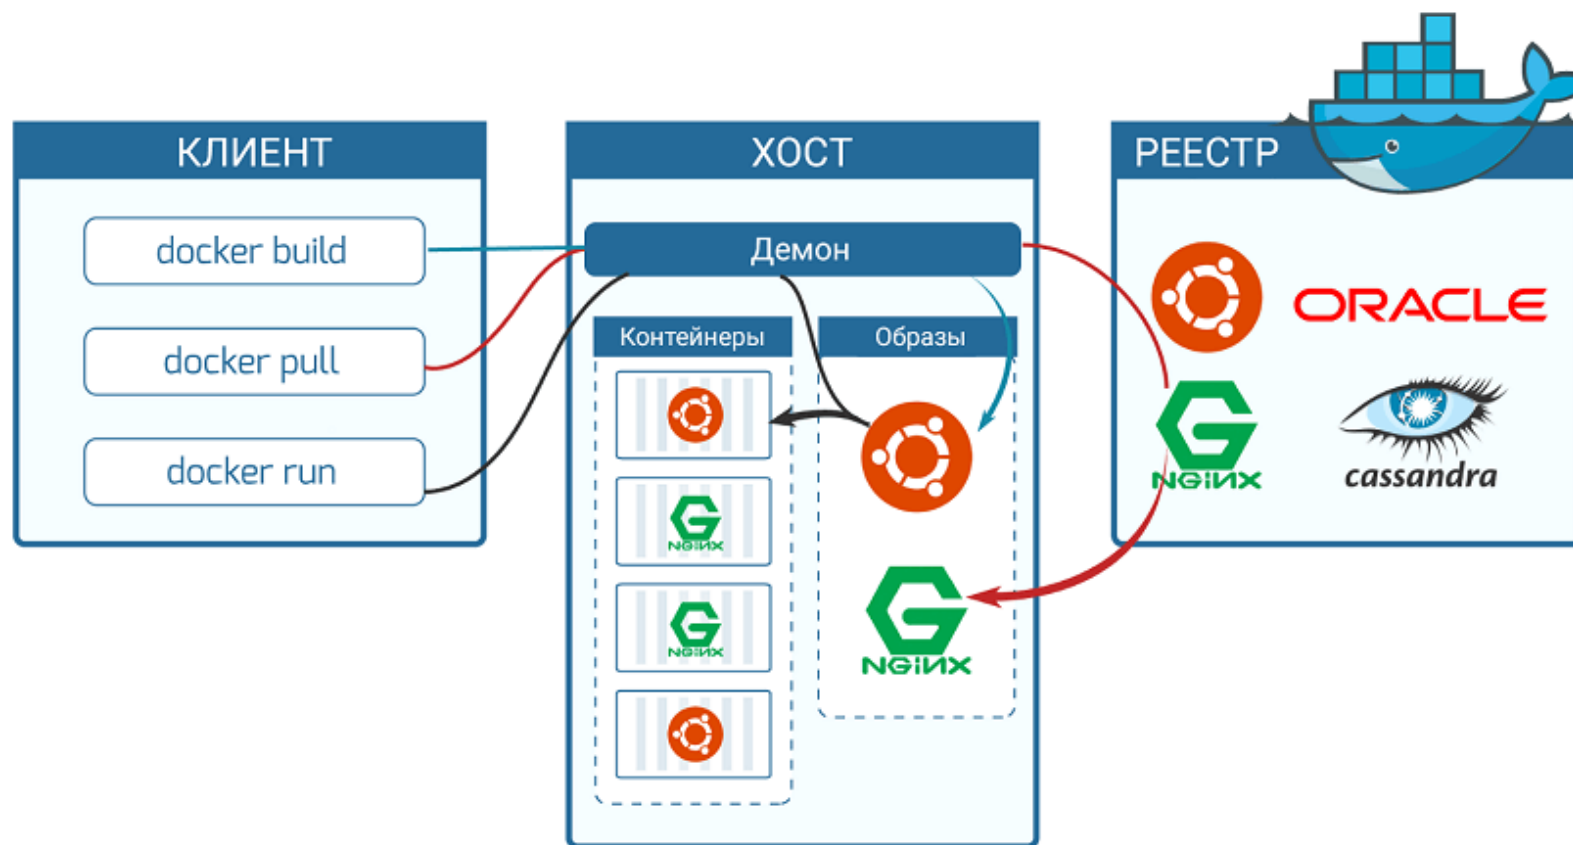 КЛИЕНТ
docker build
docker pull
docker run
ХОСТ
Демон
Контейнеры
NGiNX
NGiNX
Образы
NGiNX
РЕЕСТР
ORACLE
NGiNX
cassandra